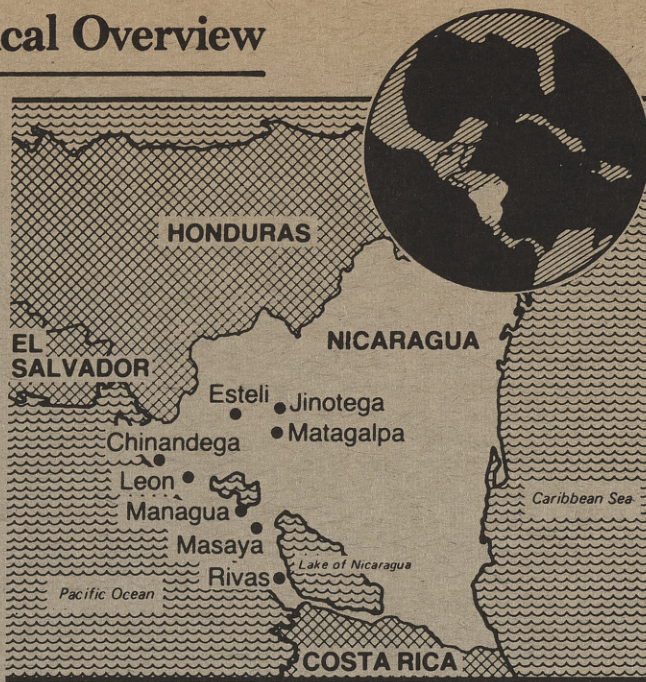 ical Overview
HONDURAS
EL
SALVADOR
NICARAGUA
Esteli
Jinotega
Matagalpa
Chinandega
Leon
Managua
Masaya
Rivas
Lake of Nicaragua
Caribbean Sea
Pacific Ocean
COSTA RICA